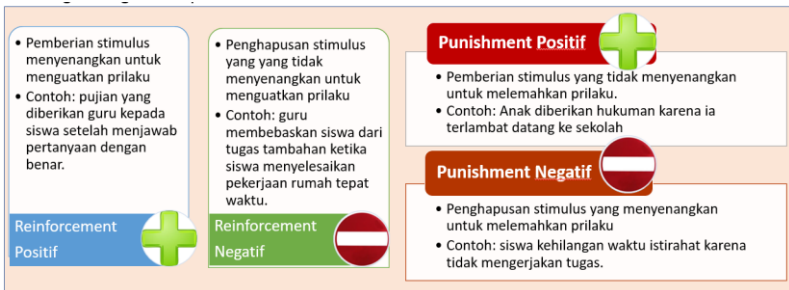 • Pemberian stimulus
menyenangkan untuk
menguatkan prilaku
• Contoh: pujian yang
diberikan guru kepada
siswa setelah menjawab
pertanyaan dengan
benar.
Reinforcement
Positif
• Penghapusan stimulus
yang yang tidak
menyenangkan untuk
menguatkan prilaku
• Contoh: guru
membebaskan siswa dari
tugas tambahan ketika
siswa menyelesaikan
pekerjaan rumah tepat
waktu.
Reinforcement
Negatif
Punishment Positif
• Pemberian stimulus yang tidak menyenangkan
untuk melemahkan prilaku.
• Contoh: Anak diberikan hukuman karena ia
terlambat datang ke sekolah
Punishment Negatif
• Penghapusan stimulus yang menyenangkan
untuk melemahkan prilaku
• Contoh: siswa kehilangan waktu istirahat karena
tidak mengerjakan tugas.